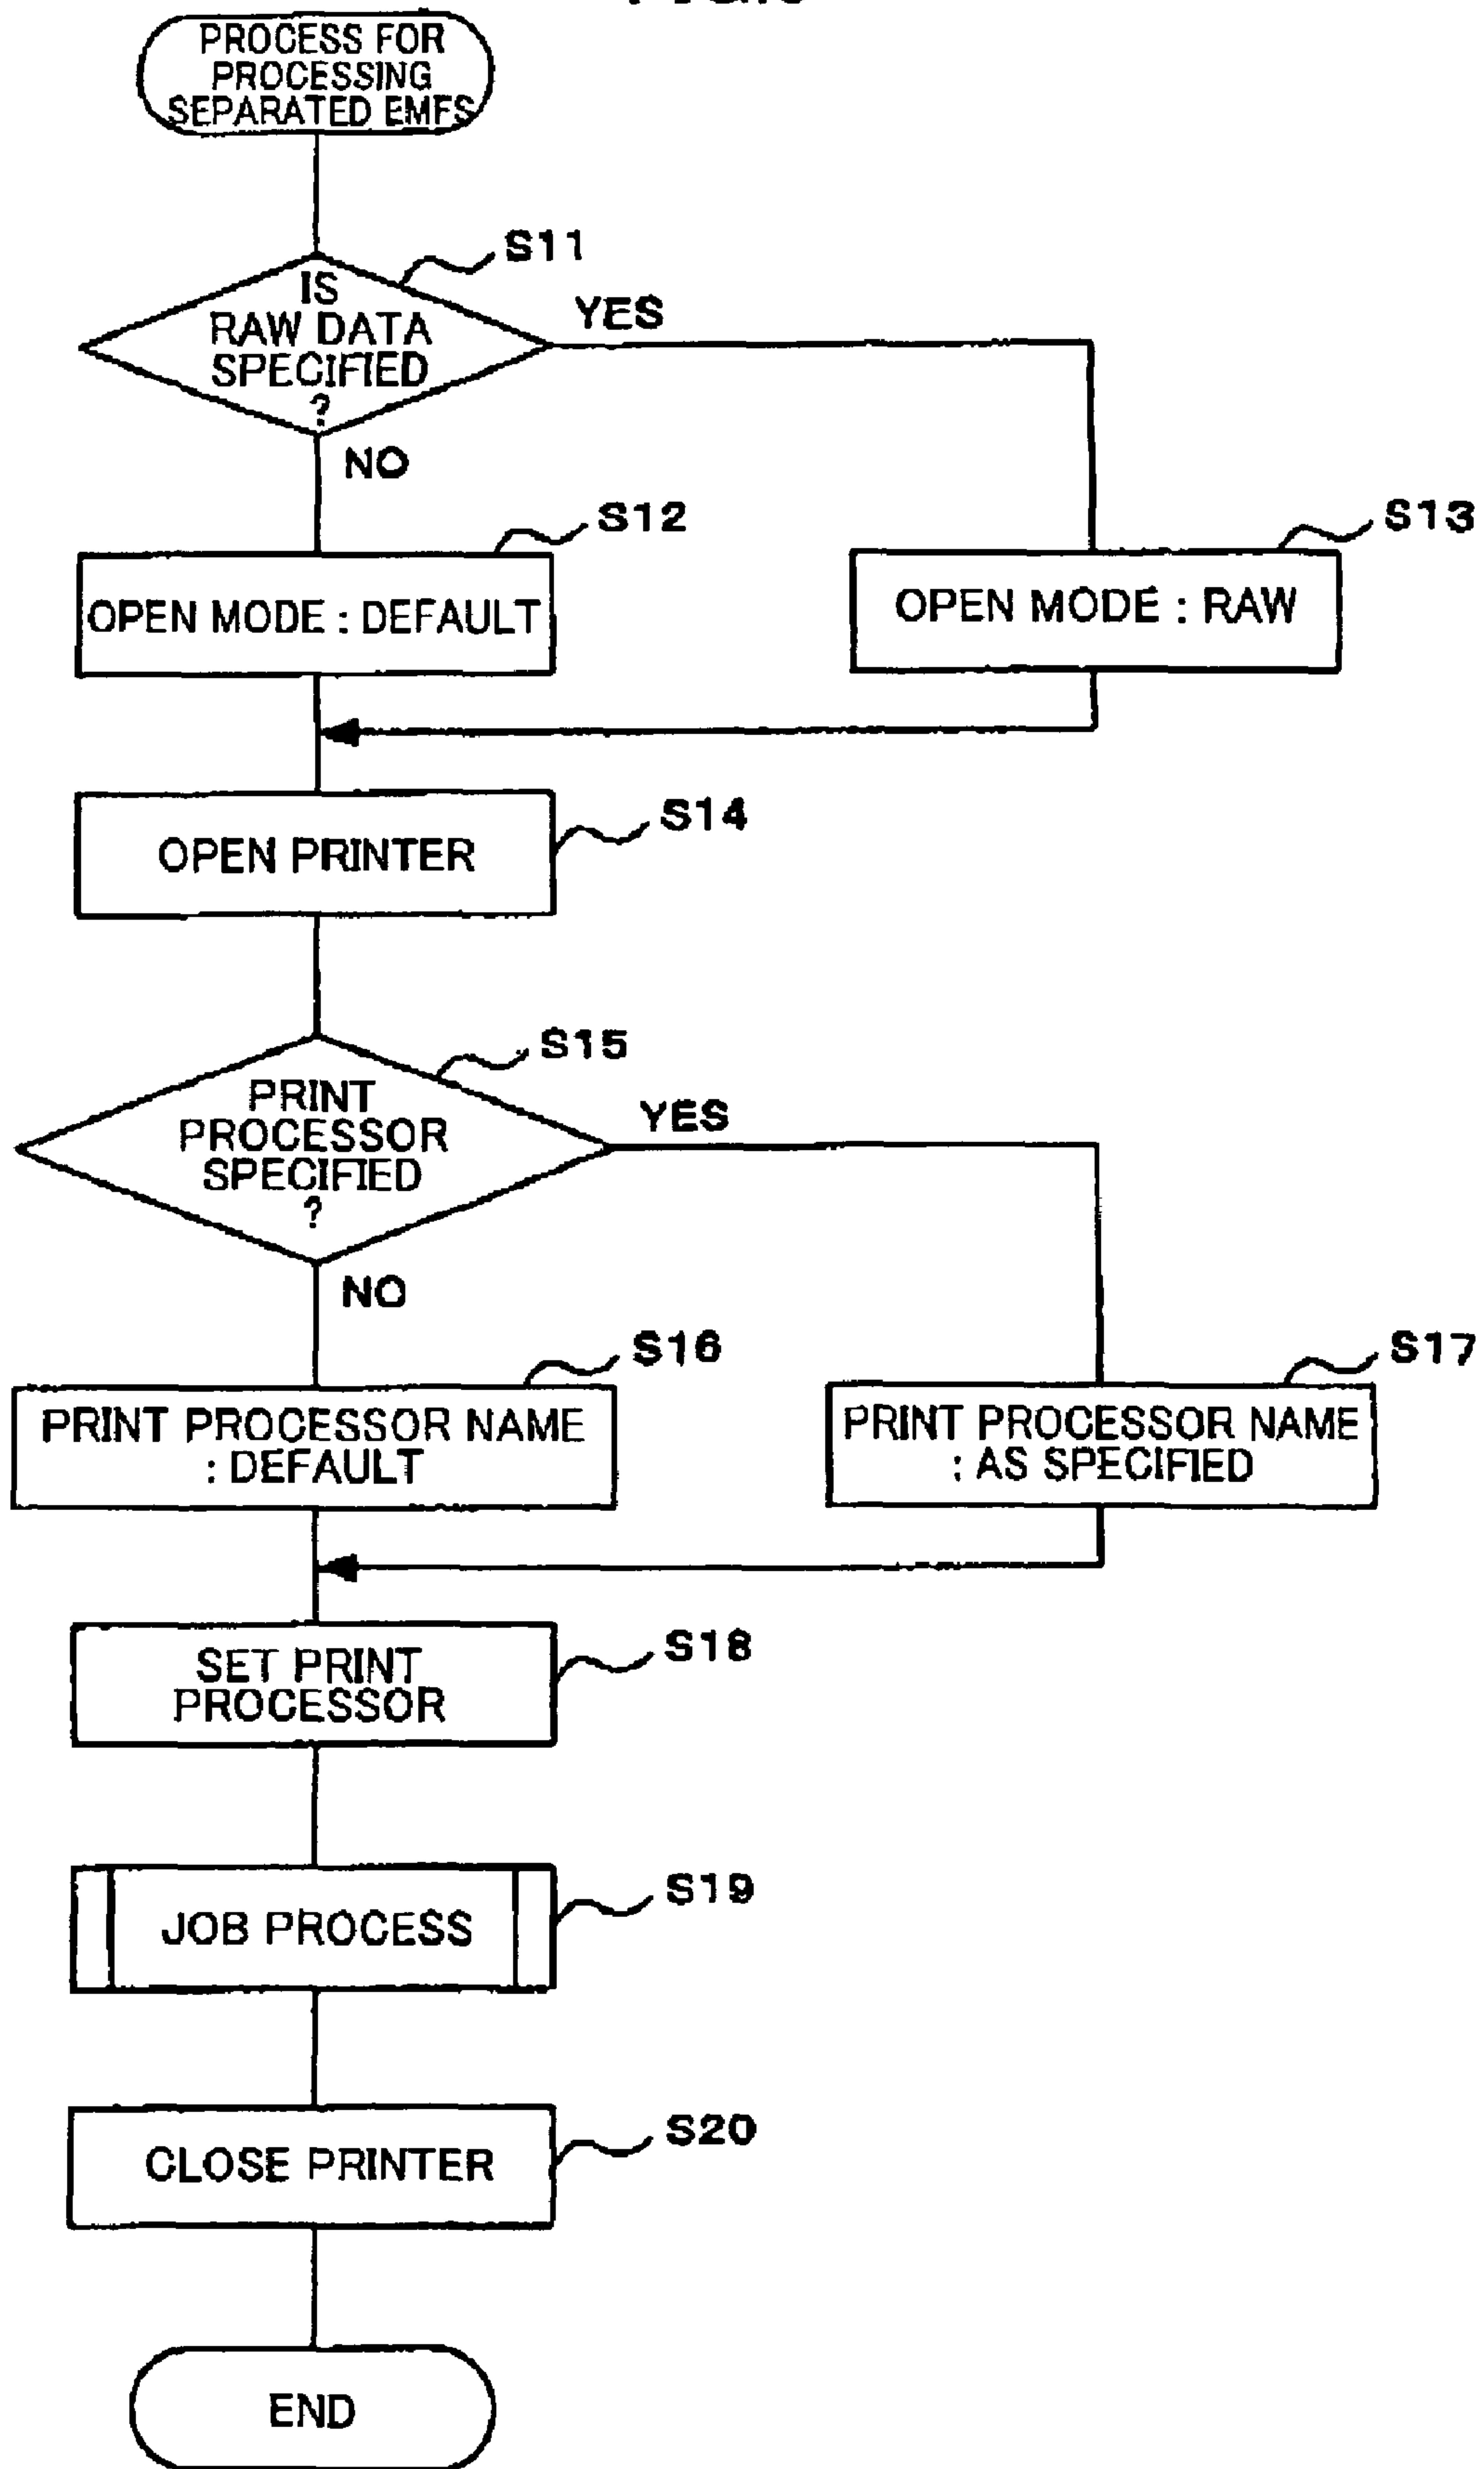 PROCESS FOR
PROCESSING
SEPARATED EMFS
S11
IS
RAW DATA
SPECIFIED
?
YES
NO
S12
OPEN MODE : DEFAULT
S13
OPEN MODE : RAW
S14
OPEN PRINTER
S15
PRINT
PROCESSOR
SPECIFIED
?
YES
NO
S16
PRINT PROCESSOR NAME
: DEFAULT
S17
PRINT PROCESSOR NAME
: AS SPECIFIED
S18
SET PRINT
PROCESSOR
S19
JOB PROCESS
S20
CLOSE PRINTER
END